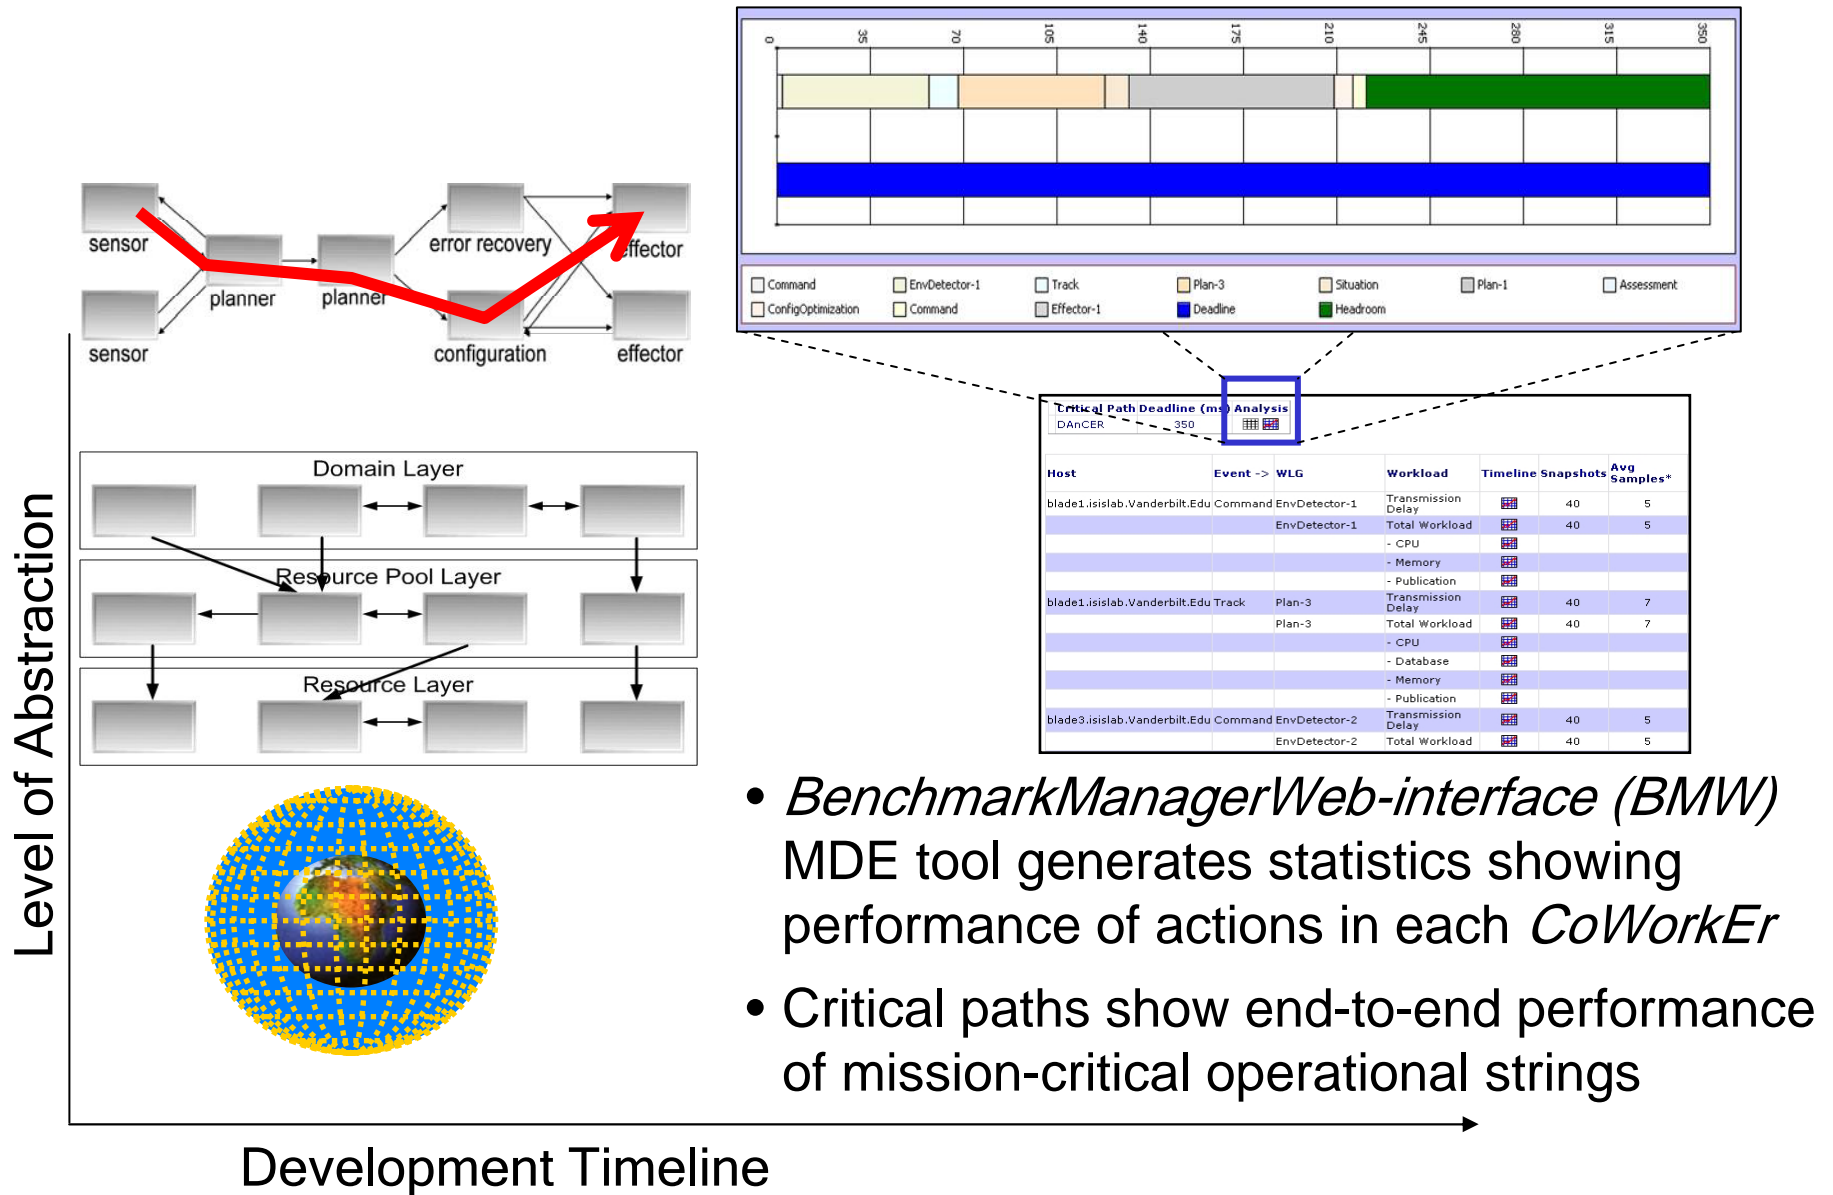 0 35 70 105 140 175 210 245 280 315 350
Command EnvDetector-1 Track Plan-3 Situation Plan-1 Assessment
ConfigOptimization Command Effector-1 Deadline Headroom
sensor
planner
planner
error recovery
effector
sensor
configuration
effector
Critical Path Deadline (ms) Analysis
DAnCER 350
Host Event -> WLG Workload Timeline Snapshots Avg Samples*
blade1.isislab.Vanderbilt.Edu Command EnvDetector-1 Transmission Delay 40 5
EnvDetector-1 Total Workload 40 5
- CPU
- Memory
- Publication
blade1.isislab.Vanderbilt.Edu Track Plan-3 Transmission Delay 40 7
Plan-3 Total Workload 40 7
- CPU
- Database
- Memory
- Publication
blade3.isislab.Vanderbilt.Edu Command EnvDetector-2 Transmission Delay 40 5
EnvDetector-2 Total Workload 40 5
Level of Abstraction
Domain Layer
Resource Pool Layer
Resource Layer
• BenchmarkManagerWeb-interface (BMW)
MDE tool generates statistics showing
performance of actions in each CoWorkEr
• Critical paths show end-to-end performance
of mission-critical operational strings
Development Timeline